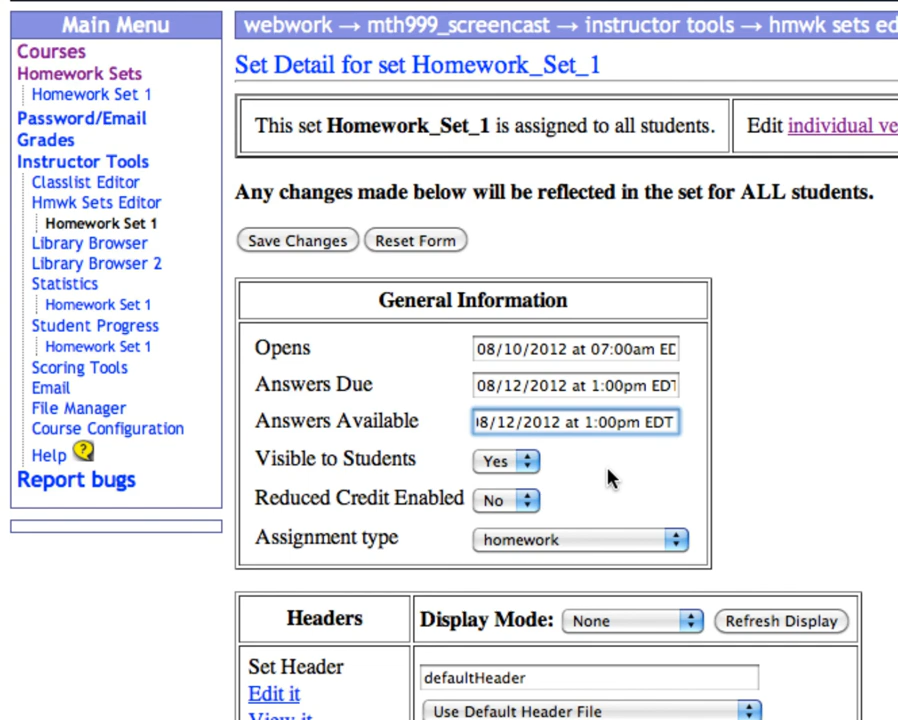 Main Menu
Courses
Homework Sets
Homework Set 1
Password/Email
Grades
Instructor Tools
Classlist Editor
Hmwk Sets Editor
Homework Set 1
Library Browser
Library Browser 2
Statistics
Homework Set 1
Student Progress
Homework Set 1
Scoring Tools
Email
File Manager
Course Configuration
Help ?
Report bugs
webwork → mth999_screencast → instructor tools → hmwk sets ed
Set Detail for set Homework_Set_1
This set Homework_Set_1 is assigned to all students.
Edit individual ve
Any changes made below will be reflected in the set for ALL students.
Save Changes Reset Form
General Information
Opens 08/10/2012 at 07:00am ED
Answers Due 08/12/2012 at 1:00pm EDT
Answers Available 8/12/2012 at 1:00pm EDT
Visible to Students Yes
Reduced Credit Enabled No
Assignment type homework
Headers Display Mode: None Refresh Display
Set Header defaultHeader
Edit it
View it
Use Default Header File